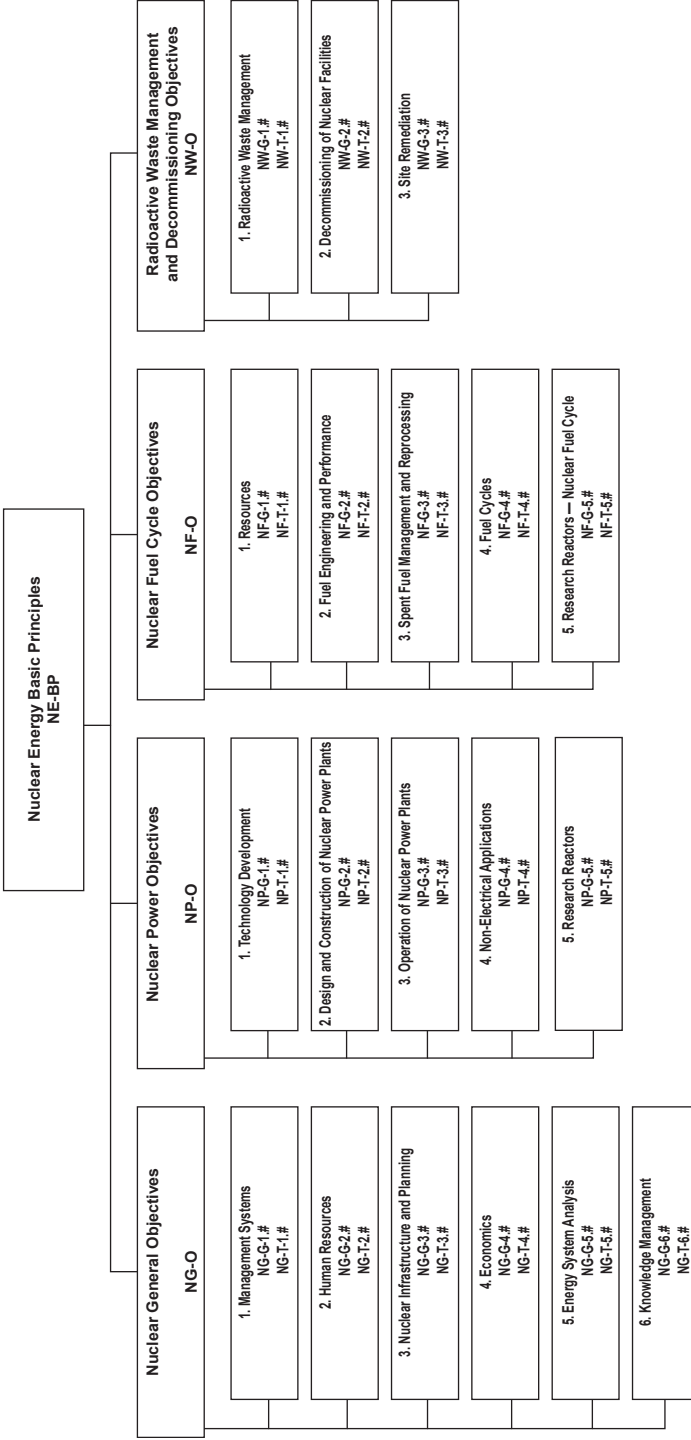 Nuclear Energy Basic Principles
NE-BP
Nuclear General Objectives
NG-O
1. Management Systems
NG-G-1.#
NG-T-1.#
2. Human Resources
NG-G-2.#
NG-T-2.#
3. Nuclear Infrastructure and Planning
NG-G-3.#
NG-T-3.#
4. Economics
NG-G-4.#
NG-T-4.#
5. Energy System Analysis
NG-G-5.#
NG-T-5.#
6. Knowledge Management
NG-G-6.#
NG-T-6.#
Nuclear Power Objectives
NP-O
1. Technology Development
NP-G-1.#
NP-T-1.#
2. Design and Construction of Nuclear Power Plants
NP-G-2.#
NP-T-2.#
3. Operation of Nuclear Power Plants
NP-G-3.#
NP-T-3.#
4. Non-Electrical Applications
NP-G-4.#
NP-T-4.#
5. Research Reactors
NP-G-5.#
NP-T-5.#
Nuclear Fuel Cycle Objectives
NF-O
1. Resources
NF-G-1.#
NF-T-1.#
2. Fuel Engineering and Performance
NF-G-2.#
NF-T-2.#
3. Spent Fuel Management and Reprocessing
NF-G-3.#
NF-T-3.#
4. Fuel Cycles
NF-G-4.#
NF-T-4.#
5. Research Reactors — Nuclear Fuel Cycle
NF-G-5.#
NF-T-5.#
Radioactive Waste Management
and Decommissioning Objectives
NW-O
1. Radioactive Waste Management
NW-G-1.#
NW-T-1.#
2. Decommissioning of Nuclear Facilities
NW-G-2.#
NW-T-2.#
3. Site Remediation
NW-G-3.#
NW-T-3.#